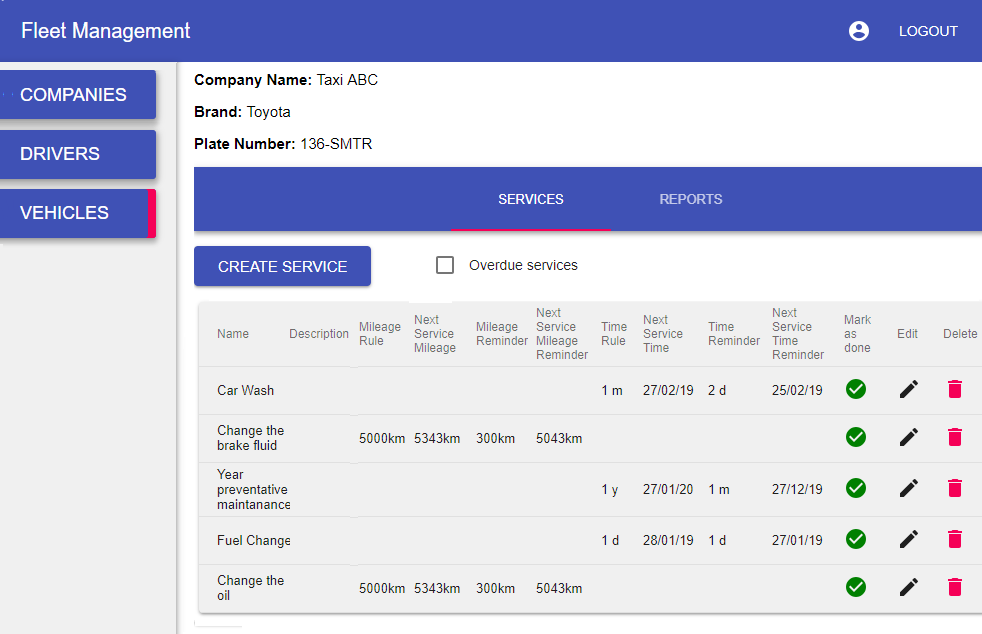 Fleet Management
LOGOUT
COMPANIES
DRIVERS
VEHICLES
Company Name: Taxi ABC
Brand: Toyota
Plate Number: 136-SMTR
SERVICES REPORTS
CREATE SERVICE
Overdue services
Name Description Mileage Rule Next Service Mileage Mileage Reminder Next Service Mileage Reminder Time Rule Next Service Time Time Reminder Next Service Time Reminder Mark as done Edit Delete
Car Wash 1 m 27/02/19 2 d 25/02/19
Change the brake fluid 5000km 5343km 300km 5043km
Year preventative maintanance 1 y 27/01/20 1 m 27/12/19
Fuel Change 1 d 28/01/19 1 d 27/01/19
Change the oil 5000km 5343km 300km 5043km